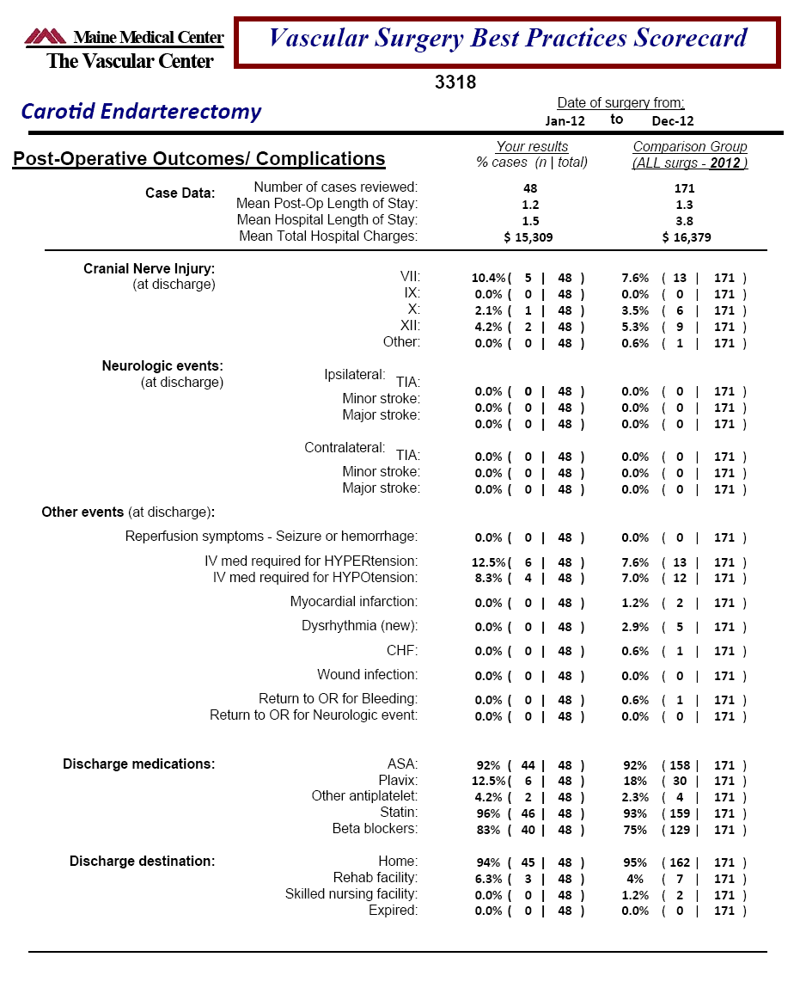 Maine Medical Center
The Vascular Center
Vascular Surgery Best Practices Scorecard
3318
Carotid Endarterectomy
Date of surgery from:
Jan-12 to Dec-12
Post-Operative Outcomes/ Complications
Your results
% cases (n | total)
Comparison Group
(ALL surgs - 2012 )
Case Data:
Number of cases reviewed: 48 171
Mean Post-Op Length of Stay: 1.2 1.3
Mean Hospital Length of Stay: 1.5 3.8
Mean Total Hospital Charges: $ 15,309 $ 16,379
Cranial Nerve Injury:
(at discharge)
VII: 10.4% ( 5 | 48 ) 7.6% ( 13 | 171 )
IX: 0.0% ( 0 | 48 ) 0.0% ( 0 | 171 )
X: 2.1% ( 1 | 48 ) 3.5% ( 6 | 171 )
XII: 4.2% ( 2 | 48 ) 5.3% ( 9 | 171 )
Other: 0.0% ( 0 | 48 ) 0.6% ( 1 | 171 )
Neurologic events:
(at discharge)
Ipsilateral:
TIA: 0.0% ( 0 | 48 ) 0.0% ( 0 | 171 )
Minor stroke: 0.0% ( 0 | 48 ) 0.0% ( 0 | 171 )
Major stroke: 0.0% ( 0 | 48 ) 0.0% ( 0 | 171 )
Contralateral:
TIA: 0.0% ( 0 | 48 ) 0.0% ( 0 | 171 )
Minor stroke: 0.0% ( 0 | 48 ) 0.0% ( 0 | 171 )
Major stroke: 0.0% ( 0 | 48 ) 0.0% ( 0 | 171 )
Other events (at discharge):
Reperfusion symptoms - Seizure or hemorrhage: 0.0% ( 0 | 48 ) 0.0% ( 0 | 171 )
IV med required for HYPERtension: 12.5% ( 6 | 48 ) 7.6% ( 13 | 171 )
IV med required for HYPOtension: 8.3% ( 4 | 48 ) 7.0% ( 12 | 171 )
Myocardial infarction: 0.0% ( 0 | 48 ) 1.2% ( 2 | 171 )
Dysrhythmia (new): 0.0% ( 0 | 48 ) 2.9% ( 5 | 171 )
CHF: 0.0% ( 0 | 48 ) 0.6% ( 1 | 171 )
Wound infection: 0.0% ( 0 | 48 ) 0.0% ( 0 | 171 )
Return to OR for Bleeding: 0.0% ( 0 | 48 ) 0.6% ( 1 | 171 )
Return to OR for Neurologic event: 0.0% ( 0 | 48 ) 0.0% ( 0 | 171 )
Discharge medications:
ASA: 92% ( 44 | 48 ) 92% ( 158 | 171 )
Plavix: 12.5% ( 6 | 48 ) 18% ( 30 | 171 )
Other antiplatelet: 4.2% ( 2 | 48 ) 2.3% ( 4 | 171 )
Statin: 96% ( 46 | 48 ) 93% ( 159 | 171 )
Beta blockers: 83% ( 40 | 48 ) 75% ( 129 | 171 )
Discharge destination:
Home: 94% ( 45 | 48 ) 95% ( 162 | 171 )
Rehab facility: 6.3% ( 3 | 48 ) 4% ( 7 | 171 )
Skilled nursing facility: 0.0% ( 0 | 48 ) 1.2% ( 2 | 171 )
Expired: 0.0% ( 0 | 48 ) 0.0% ( 0 | 171 )